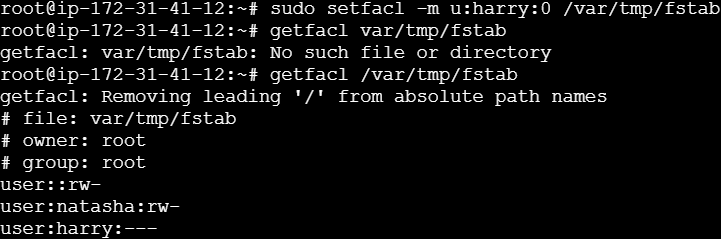 root@ip-172-31-41-12:~# sudo setfacl -m u:harry:0 /var/tmp/fstab
root@ip-172-31-41-12:~# getfacl var/tmp/fstab
getfacl: var/tmp/fstab: No such file or directory
root@ip-172-31-41-12:~# getfacl /var/tmp/fstab
getfacl: Removing leading '/' from absolute path names
# file: var/tmp/fstab
# owner: root
# group: root
user::rw-
user:natasha:rw-
user:harry:---